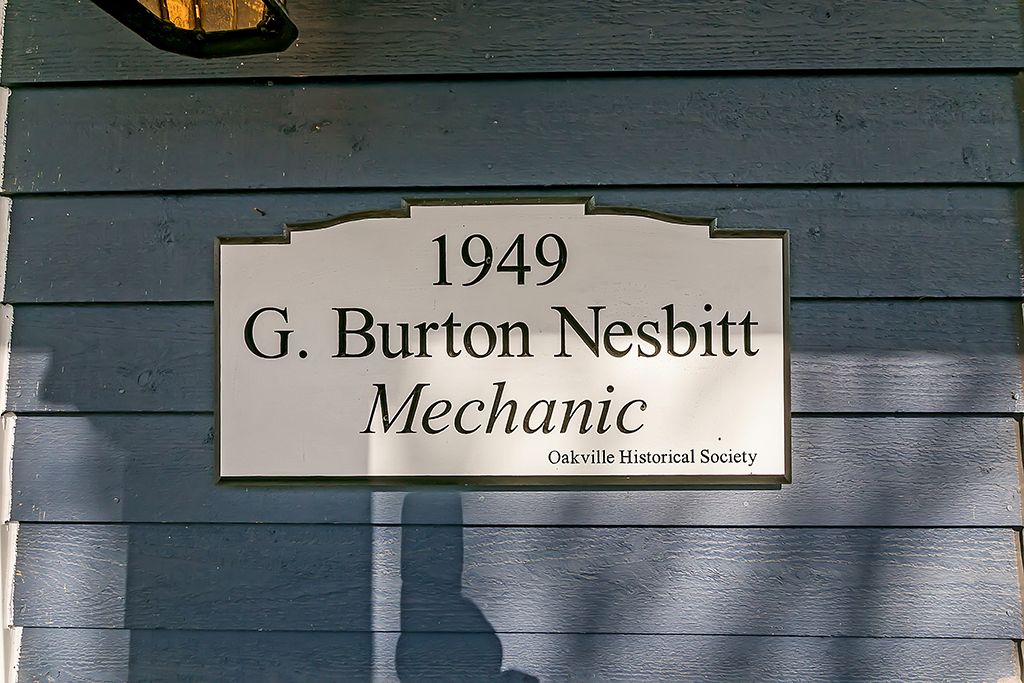 1949
G. Burton Nesbitt
Mechanic
Oakville Historical Society